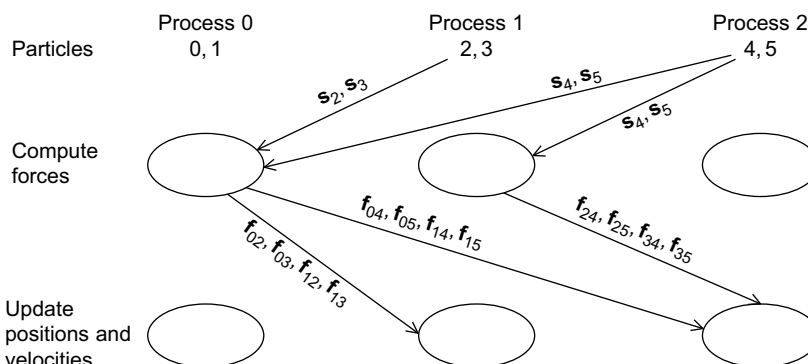 Process 0 Process 1 Process 2
Particles 0, 1 2, 3 4, 5
s₂, s₃
s₄, s₅
s₄, s₅
Compute
forces
f₀₂, f₀₃, f₁₂, f₁₃
f₀₄, f₀₅, f₁₄, f₁₅
f₂₄, f₂₅, f₃₄, f₃₅
Update
positions and
velocities